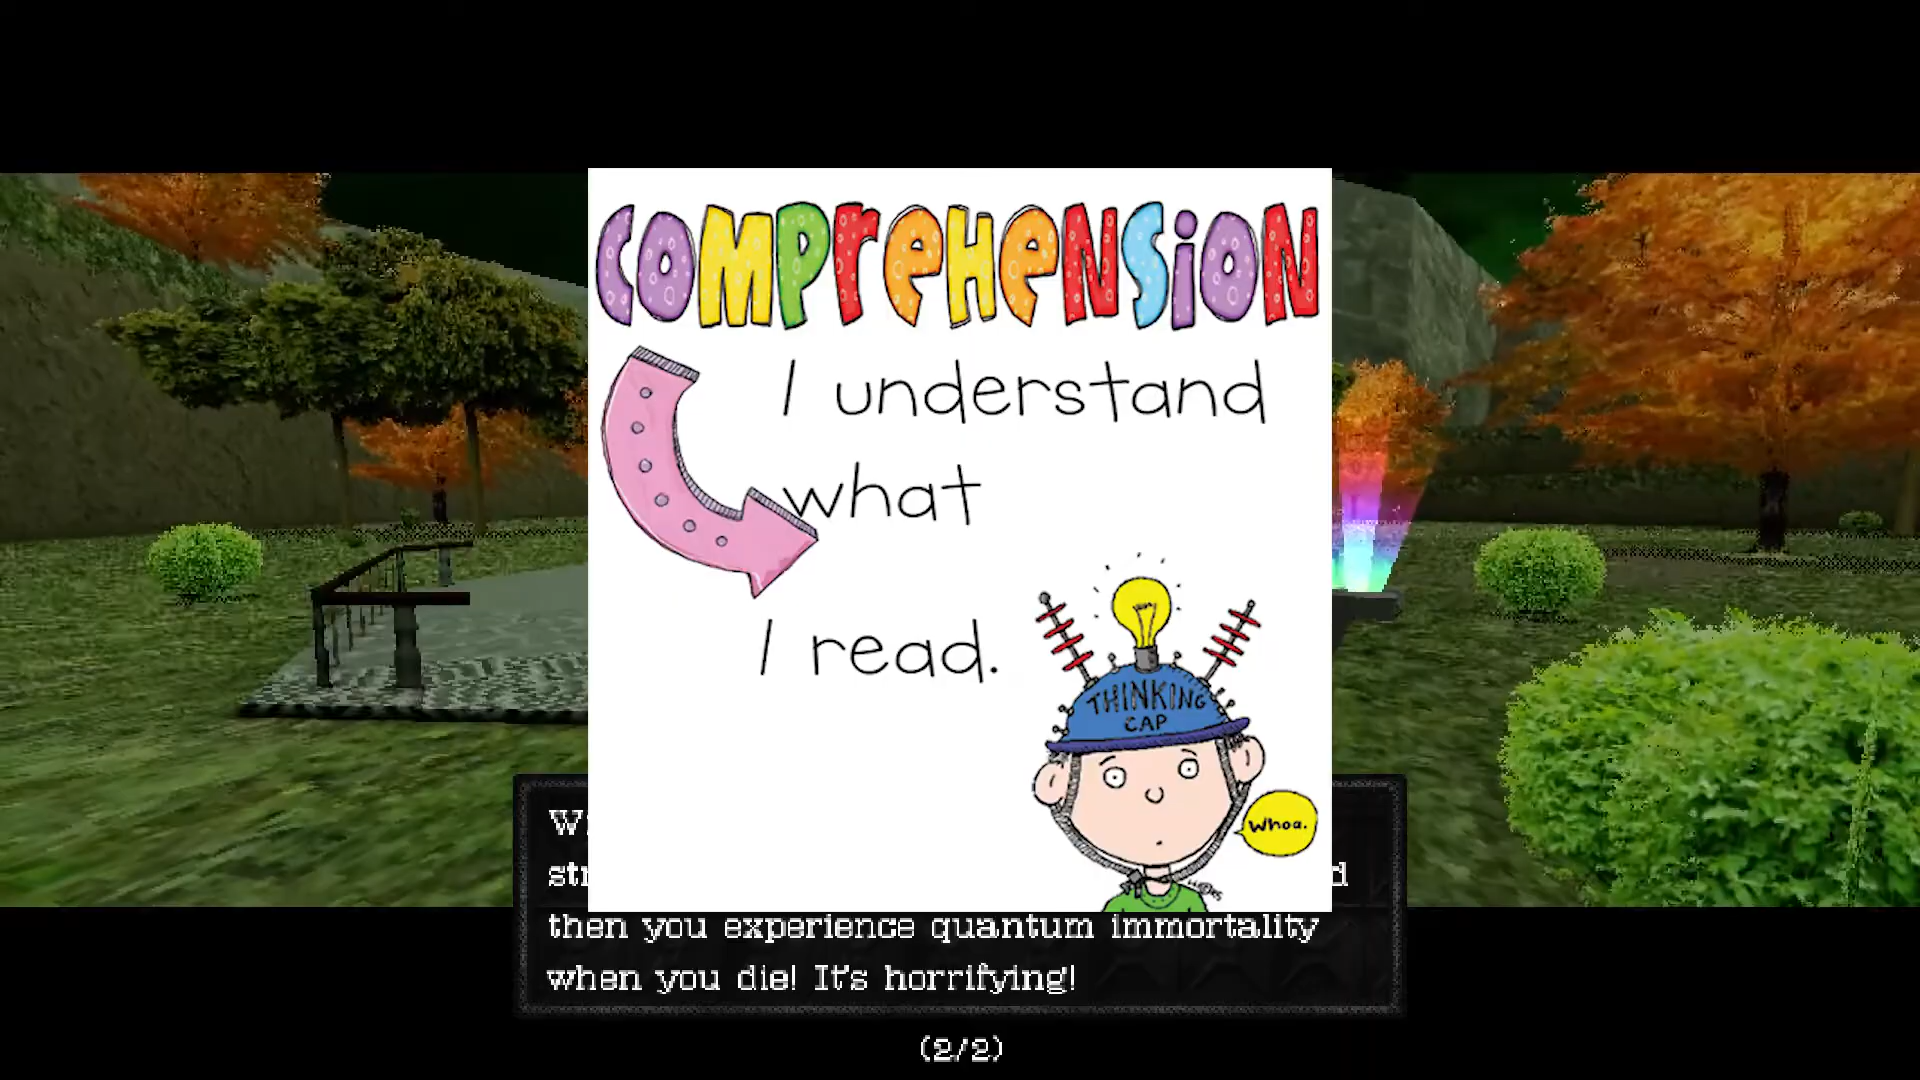 COMPREHENSION
I understand
what
I read.
THINKING
CAP
Whoa.
then you experience quantum immortality
when you die! It's horrifying!
(2/2)